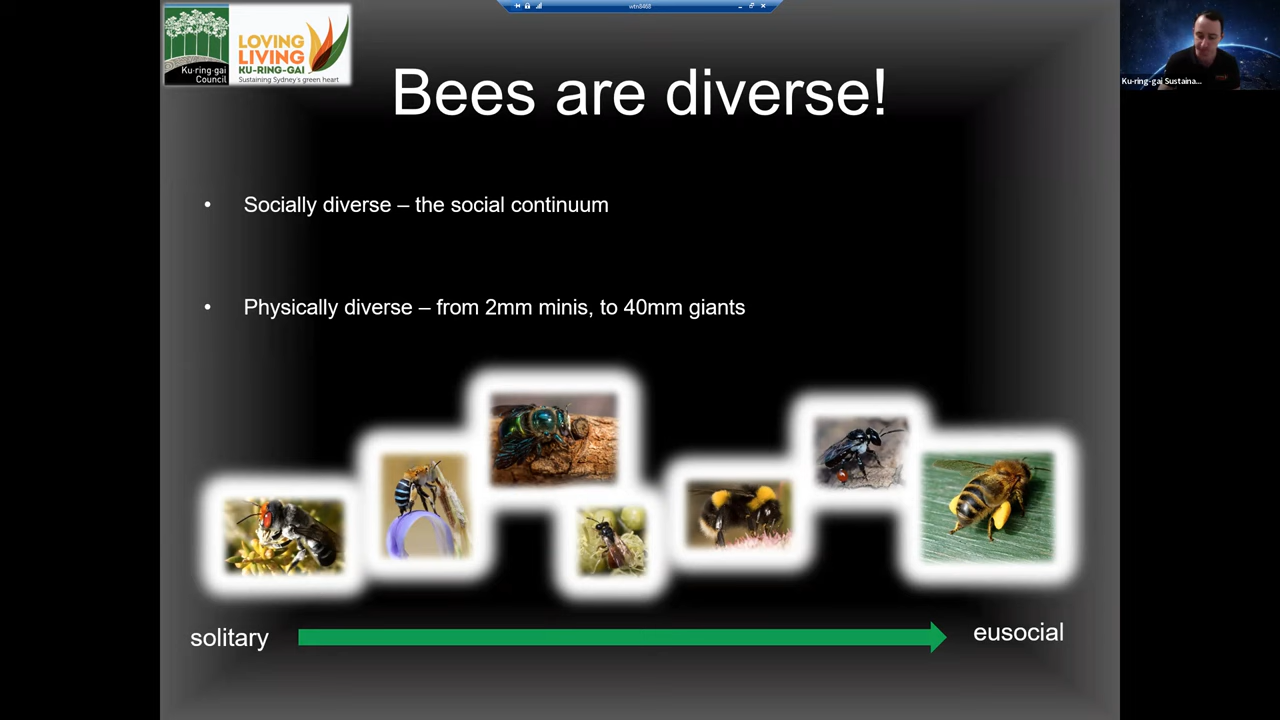 wtn8468
Ku-ring-gai
Council
LOVING
LIVING
KU-RING-GAI
Sustaining Sydney's green heart
Ku-ring-gai Sustaina...
Bees are diverse!
• Socially diverse – the social continuum
• Physically diverse – from 2mm minis, to 40mm giants
solitary
eusocial